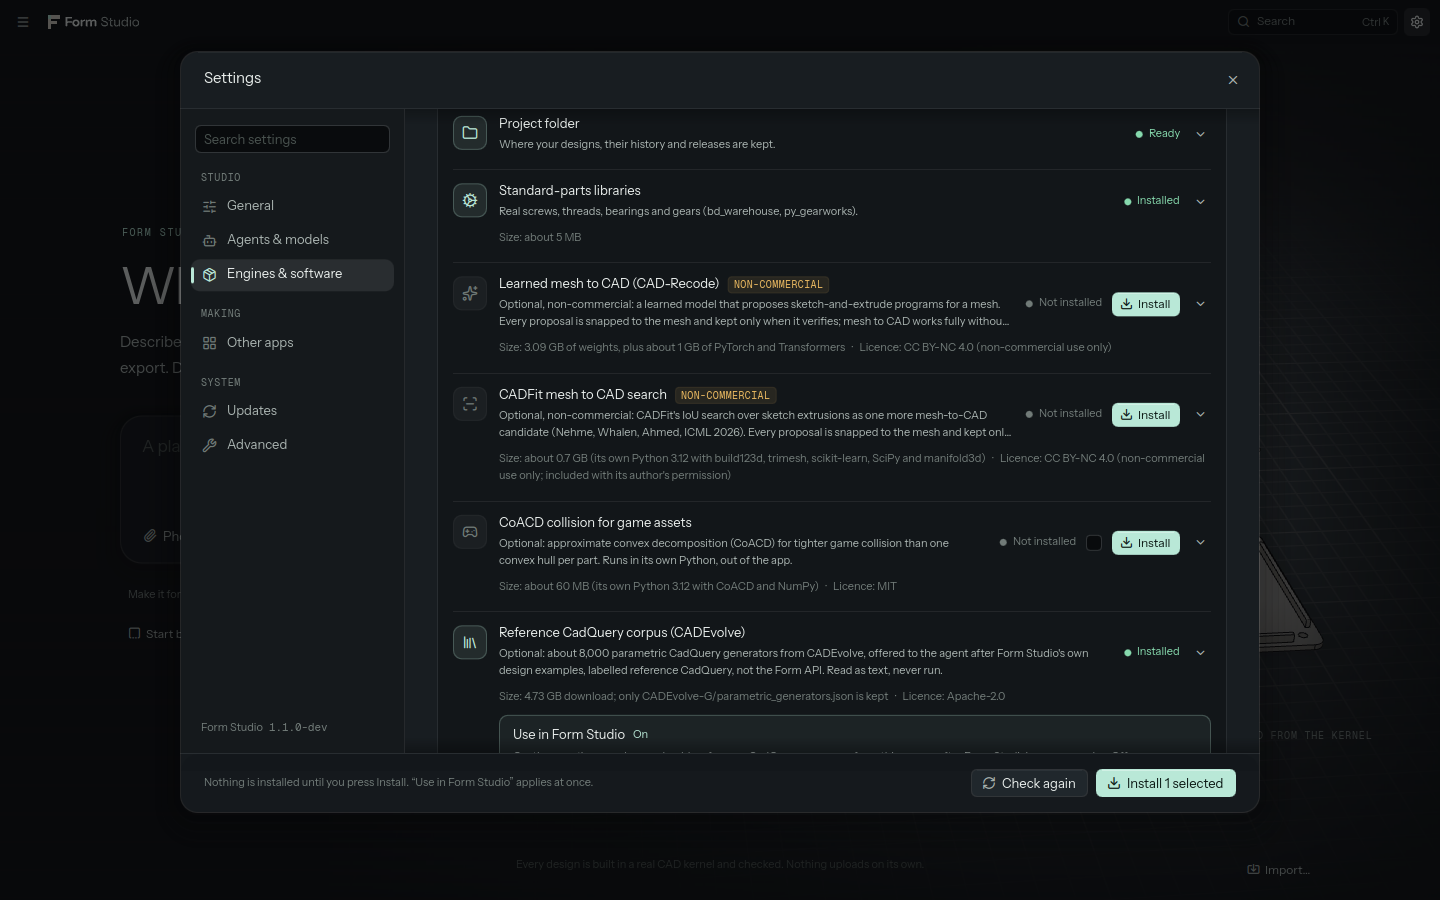 Form Studio
Search
Ctrl K
Settings
Search settings
STUDIO
General
Agents & models
Engines & software
MAKING
Other apps
SYSTEM
Updates
Advanced
Form Studio 1.1.0-dev
Project folder
Where your designs, their history and releases are kept.
Ready
Standard-parts libraries
Real screws, threads, bearings and gears (bd_warehouse, py_gearworks).
Size: about 5 MB
Installed
Learned mesh to CAD (CAD-Recode) NON-COMMERCIAL
Optional, non-commercial: a learned model that proposes sketch-and-extrude programs for a mesh.
Every proposal is snapped to the mesh and kept only when it verifies; mesh to CAD works fully withou…
Not installed
Install
Size: 3.09 GB of weights, plus about 1 GB of PyTorch and Transformers · Licence: CC BY-NC 4.0 (non-commercial use only)
CADFit mesh to CAD search NON-COMMERCIAL
Optional, non-commercial: CADFit's IoU search over sketch extrusions as one more mesh-to-CAD
candidate (Nehme, Whalen, Ahmed, ICML 2026). Every proposal is snapped to the mesh and kept onl…
Not installed
Install
Size: about 0.7 GB (its own Python 3.12 with build123d, trimesh, scikit-learn, SciPy and manifold3d) · Licence: CC BY-NC 4.0 (non-commercial
use only; included with its author's permission)
CoACD collision for game assets
Optional: approximate convex decomposition (CoACD) for tighter game collision than one
convex hull per part. Runs in its own Python, out of the app.
Not installed
Install
Size: about 60 MB (its own Python 3.12 with CoACD and NumPy) · Licence: MIT
Reference CadQuery corpus (CADEvolve)
Optional: about 8,000 parametric CadQuery generators from CADEvolve, offered to the agent after Form Studio's own
design examples, labelled reference CadQuery, not the Form API. Read as text, never run.
Installed
Size: 4.73 GB download; only CADEvolve-G/parametric_generators.json is kept · Licence: Apache-2.0
Use in Form Studio On
Nothing is installed until you press Install. “Use in Form Studio” applies at once.
Check again
Install 1 selected
FORM STU
Describe
export. D
A pla
Make it for
Start b
FROM THE KERNEL
Every design is built in a real CAD kernel and checked. Nothing uploads on its own.
Import…